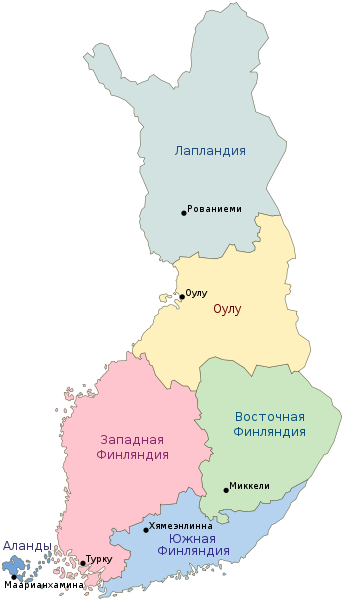 Лапландия
Рованиеми
Оулу
Оулу
Восточная
Финляндия
Западная
Финляндия
Миккели
Хямеэнлинна
Южная
Финляндия
Аланды
Турку
Маарианхамина